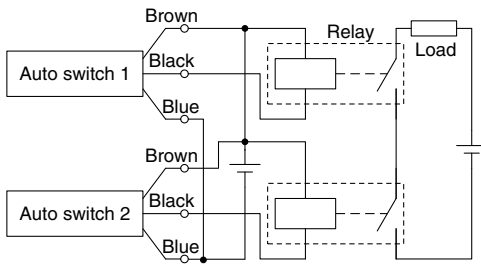 Brown
Relay
Load
Auto switch 1
Black
Blue
Brown
Auto switch 2
Black
Blue